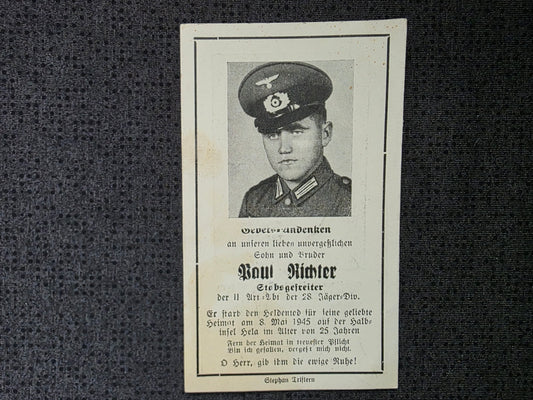 Gebets-Andenken
an unseren lieben unvergeßlichen
Sohn und Bruder
Paul Richter
Stabsgefreiter
der II Art-Abt der 28 Jäger-Div.
Er starb den Heldentod für seine geliebte
Heimat am 8. Mai 1945 auf der Halb-
insel Hela im Alter von 25 Jahren
Fern der Heimat in treuester Pflicht
Bin ich gefallen, vergeßt mich nicht.
O Herr, gib ihm die ewige Ruhe!
Stephan Triftern